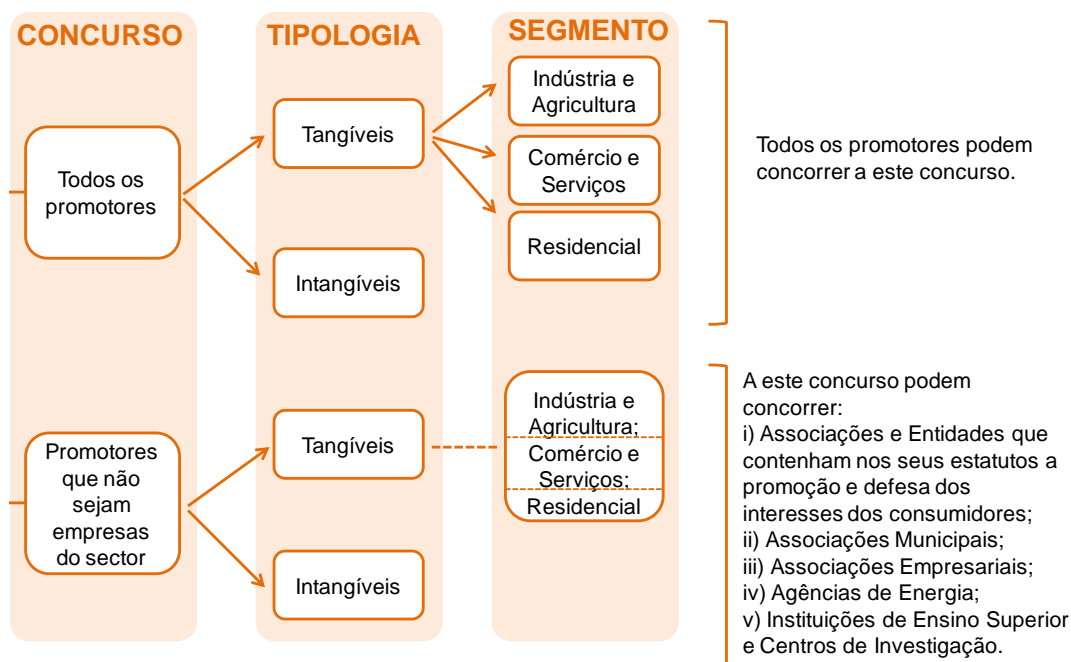 CONCURSO
TIPOLOGIA
SEGMENTO
Todos os
promotores
Tangíveis
Intangíveis
Indústria e
Agricultura
Comércio e
Serviços
Residencial
Todos os promotores podem
concorrer a este concurso.
Promotores
que não
sejam
empresas
do sector
Tangíveis
Intangíveis
Indústria e
Agricultura;
Comércio e
Serviços:
Residencial
A este concurso podem
concorrer:
i) Associações e Entidades que
contenham nos seus estatutos a
promoção e defesa dos
interesses dos consumidores;
ii) Associações Municipais;
iii) Associações Empresariais;
iv) Agências de Energia;
v) Instituições de Ensino Superior
e Centros de Investigação.